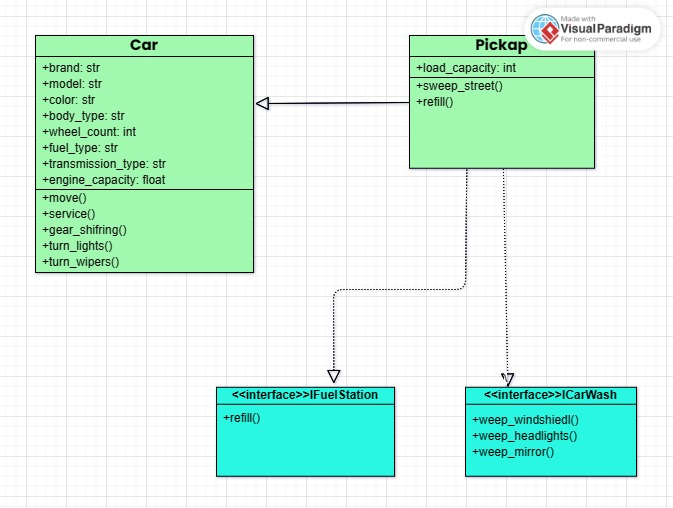 Made with
VisualParadigm
For non-commercial use
Car
+brand: str
+model: str
+color: str
+body_type: str
+wheel_count: int
+fuel_type: str
+transmission_type: str
+engine_capacity: float
+move()
+service()
+gear_shifring()
+turn_lights()
+turn_wipers()
Pickap
+load_capacity: int
+sweep_street()
+refill()
<<interface>>IFuelStation
+refill()
<<interface>>ICarWash
+weep_windshiedl()
+weep_headlights()
+weep_mirror()